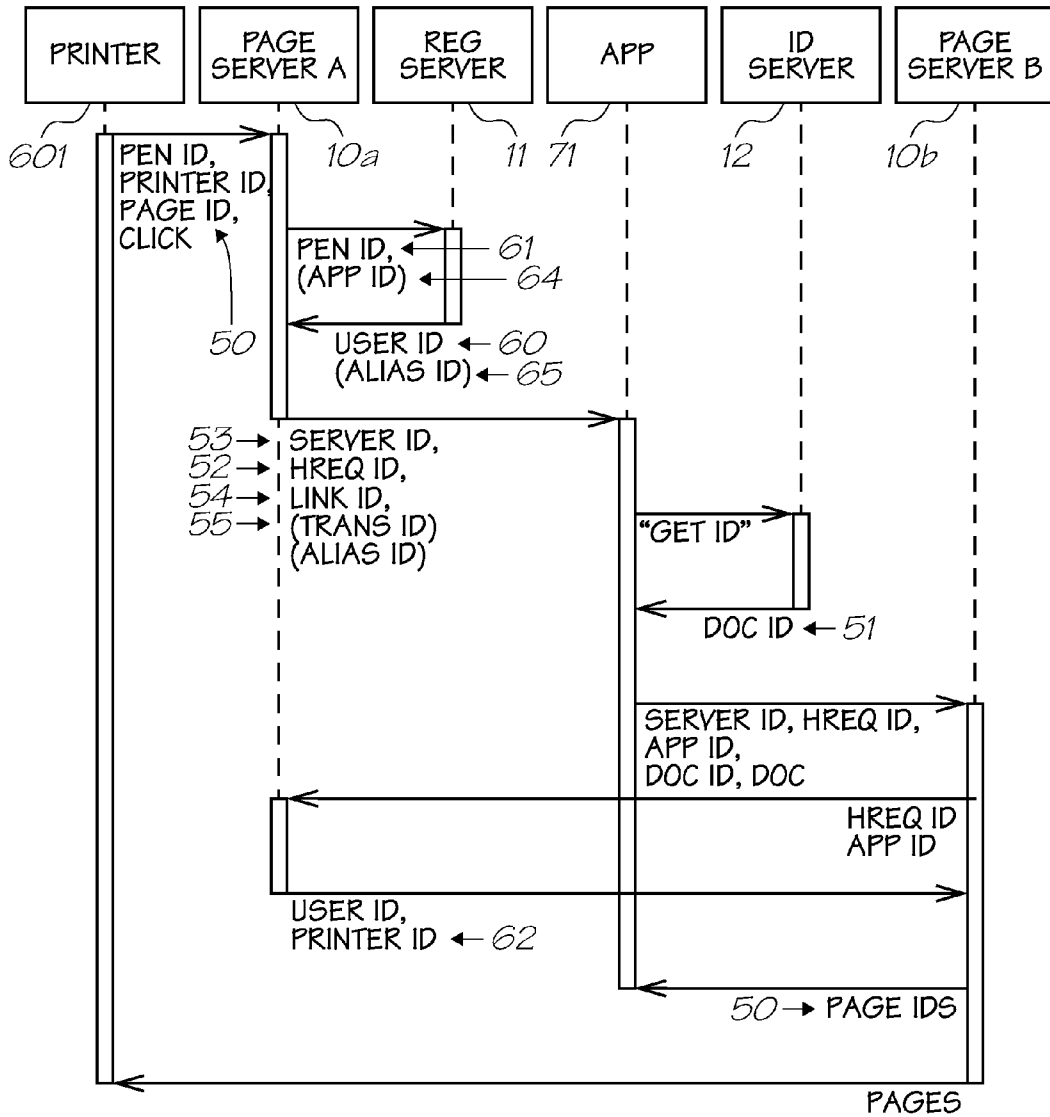 PRINTER
PAGE
SERVER A
REG
SERVER
APP
ID
SERVER
PAGE
SERVER B
601
10a
11
71
12
10b
PEN ID,
PRINTER ID,
PAGE ID,
CLICK
50
PEN ID,
61
(APP ID)
64
USER ID
60
(ALIAS ID)
65
53
SERVER ID,
52
HREQ ID,
54
LINK ID,
55
(TRANS ID)
(ALIAS ID)
"GET ID"
DOC ID
51
SERVER ID, HREQ ID,
APP ID,
DOC ID, DOC
HREQ ID
APP ID
USER ID,
PRINTER ID
62
50
PAGE IDS
PAGES